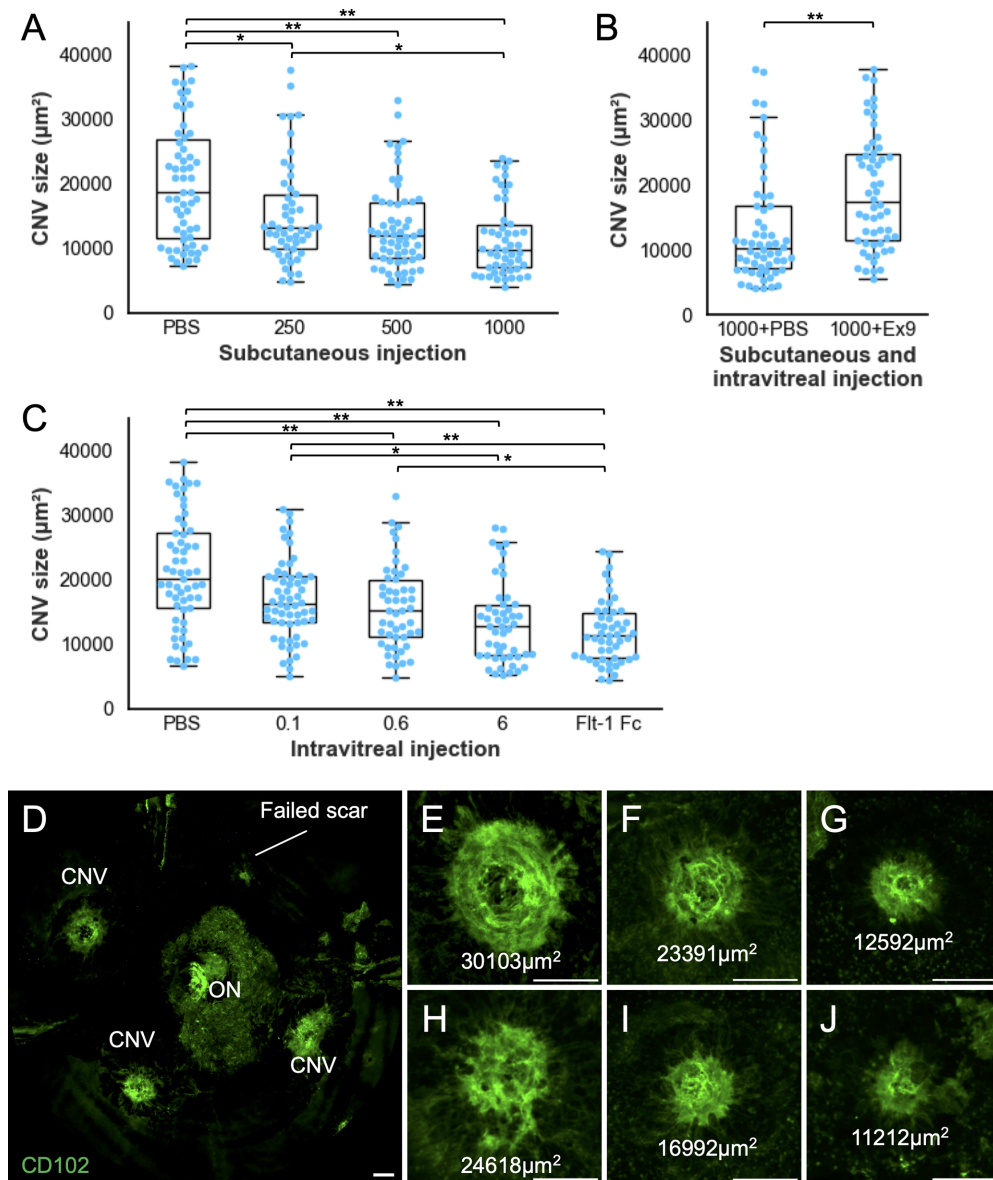 A
**
**
*
*
CNV size (µm²)
40000
30000
20000
10000
0
PBS 250 500 1000
Subcutaneous injection
B
**
CNV size (µm²)
40000
30000
20000
10000
0
1000+PBS 1000+Ex9
Subcutaneous and
intravitreal injection
C
**
**
**
**
*
*
CNV size (µm²)
40000
30000
20000
10000
0
PBS 0.1 0.6 6 Flt-1 Fc
Intravitreal injection
D
Failed scar
CNV
ON
CNV
CNV
CD102
E
30103µm²
F
23391µm²
G
12592µm²
H
24618µm²
I
16992µm²
J
11212µm²